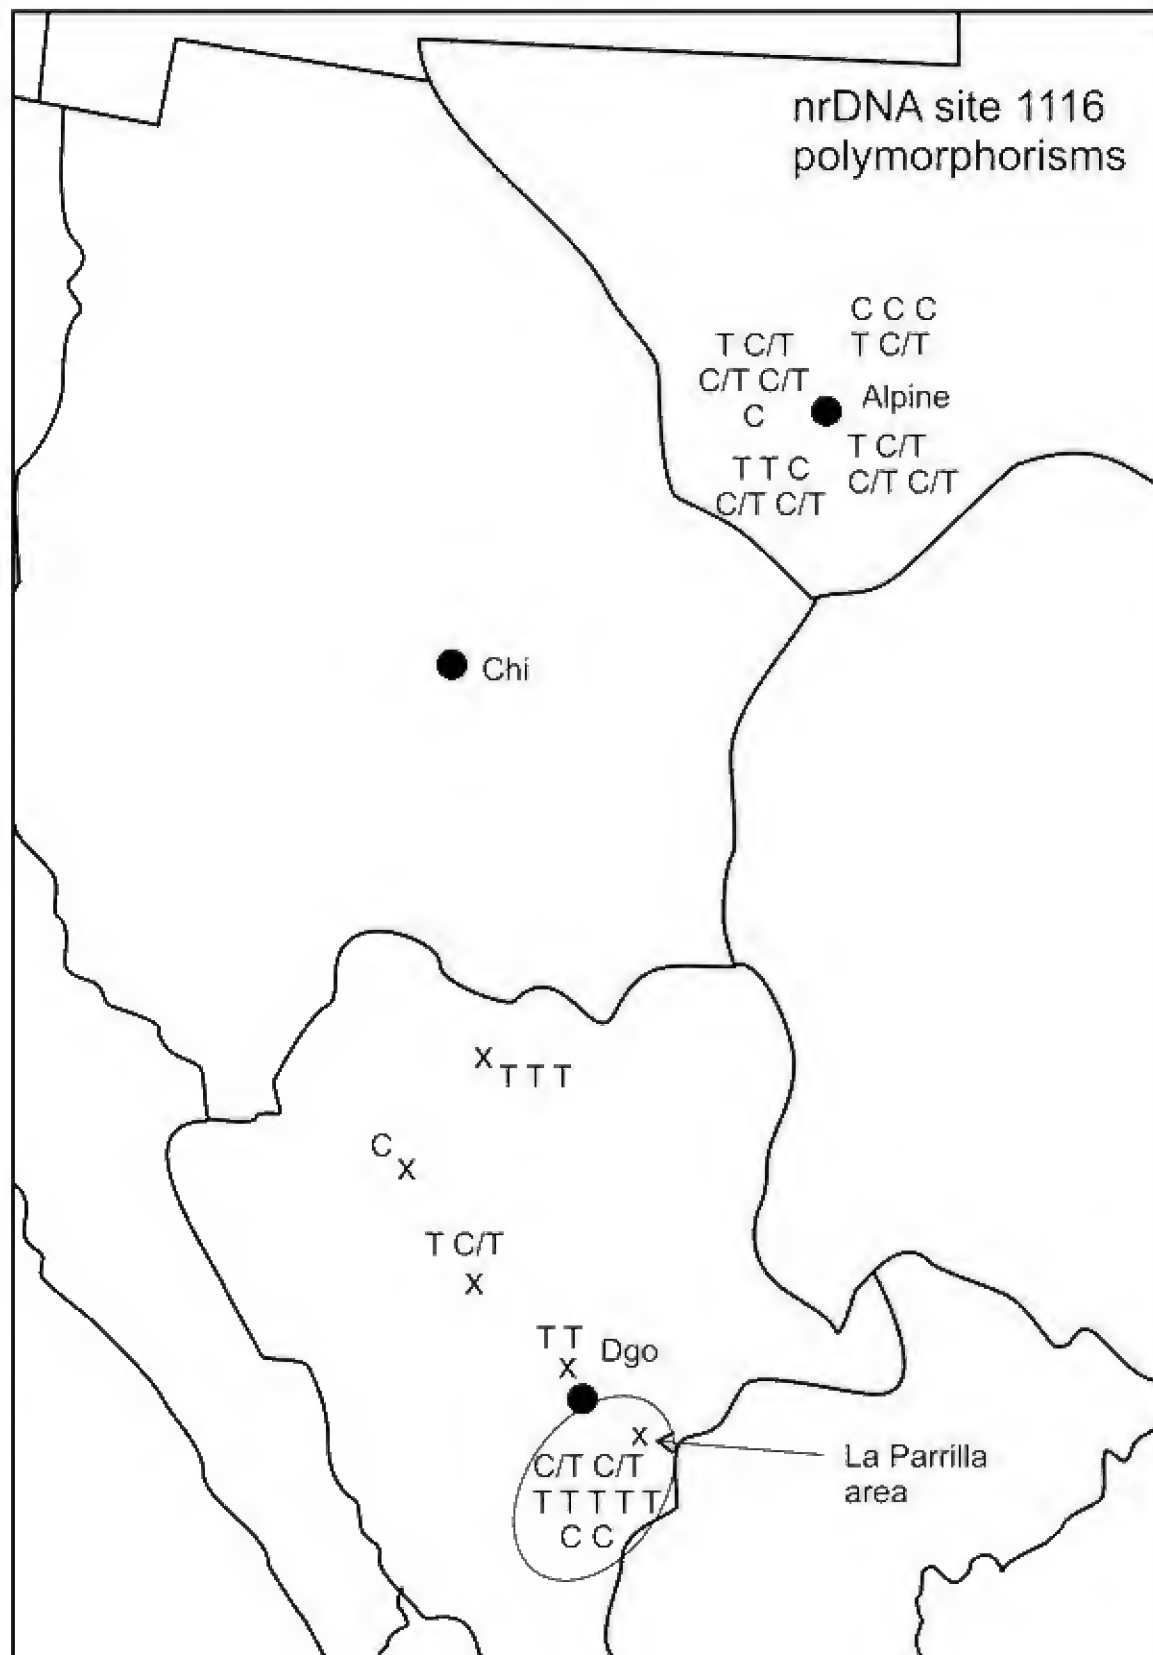 nrDNA site 1116
polymorphorisms
C C C
T C/T
T C/T
C/T C/T
C
Alpine
T C/T
C/T C/T
T T C
C/T C/T
Chi
X T T T
C X
T C/T
X
T T
X
Dgo
X
C/T C/T
T T T T T
C C
La Parrilla
area